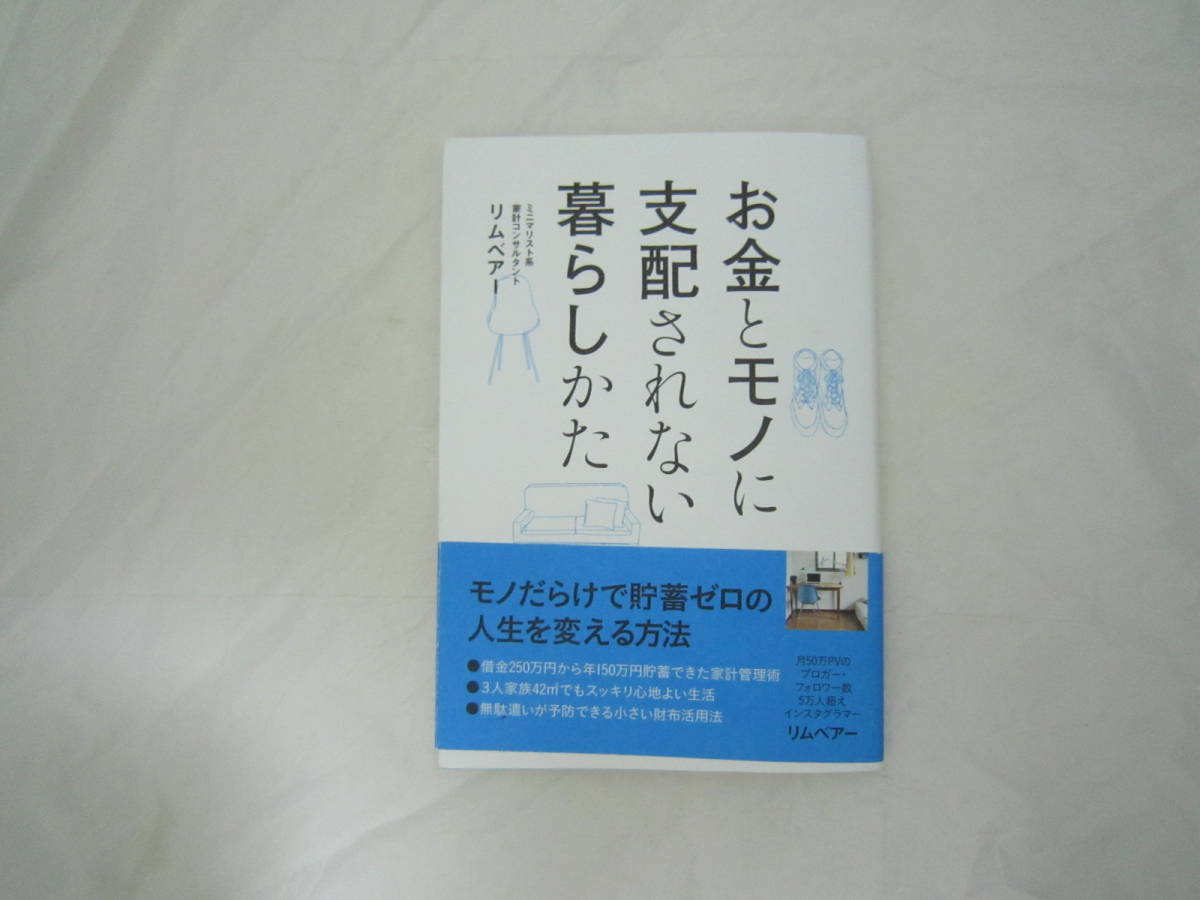 お金とモノに
支配されない
暮らしかた
ミニマリスト系
家計コンサルタント
リムベアー
モノだらけで貯蓄ゼロの
人生を変える方法
●借金250万円から年150万円貯蓄できた家計管理術
●3人家族42㎡でもスッキリ心地よい生活
●無駄遣いが予防できる小さい財布活用法
月50万PVの
ブロガー・
フォロワー数
5万人超え
インスタグラマー
リムベアー